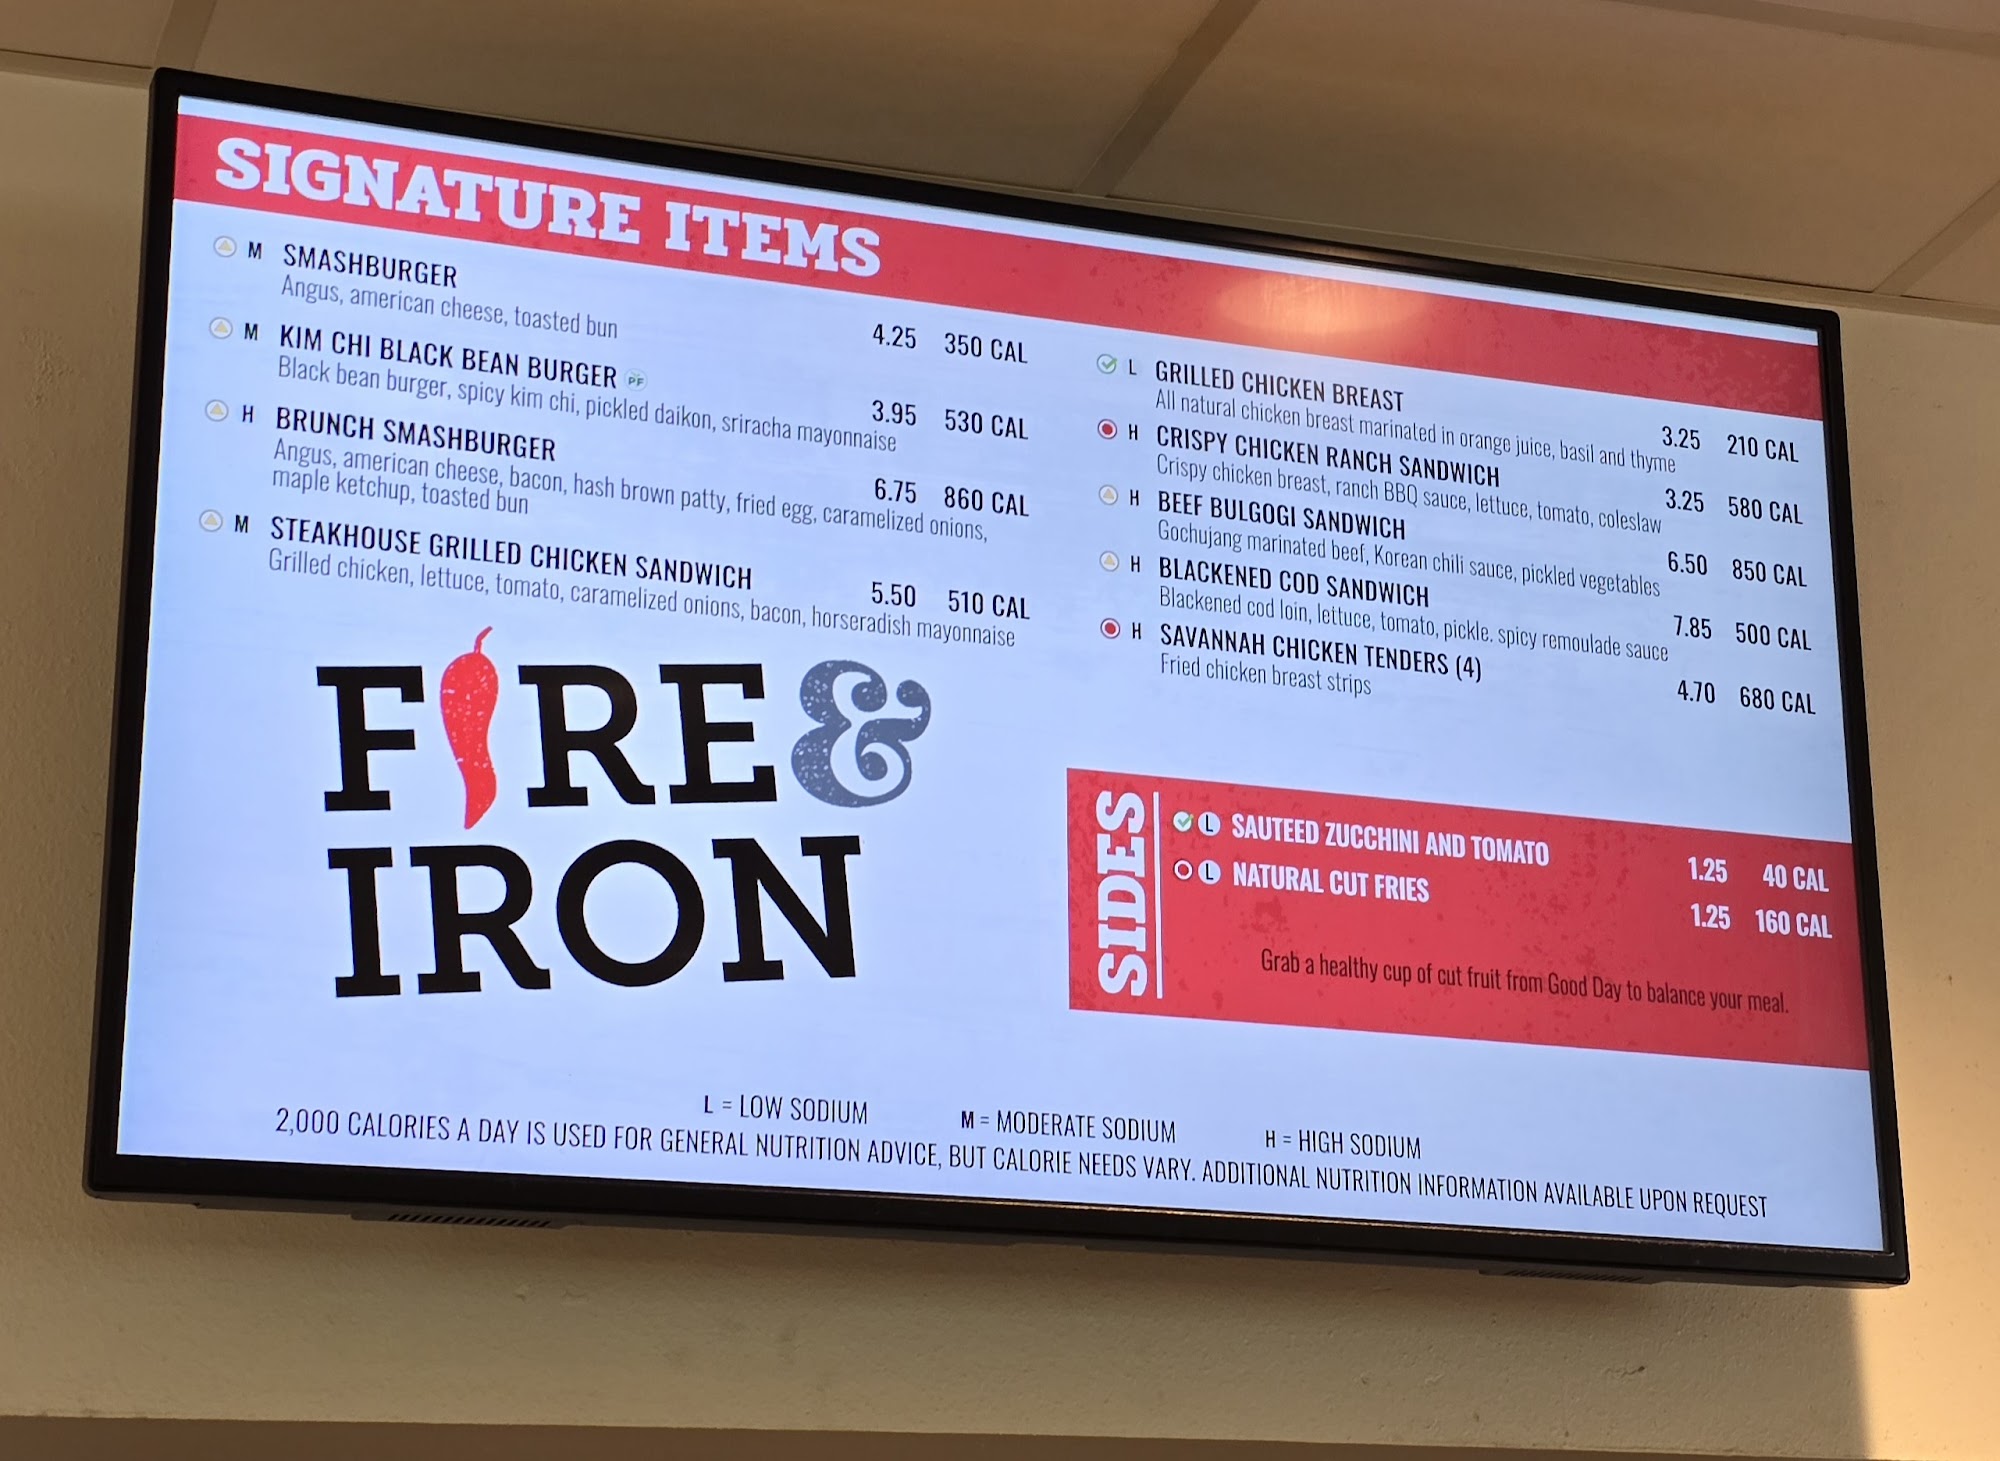 SIGNATURE ITEMS
M SMASHBURGER 4.25 350 CAL
Angus, american cheese, toasted bun
M KIM CHI BLACK BEAN BURGER PF 3.95 530 CAL
Black bean burger, spicy kim chi, pickled daikon, sriracha mayonnaise
H BRUNCH SMASHBURGER 6.75 860 CAL
Angus, american cheese, bacon, hash brown patty, fried egg, caramelized onions,
maple ketchup, toasted bun
M STEAKHOUSE GRILLED CHICKEN SANDWICH 5.50 510 CAL
Grilled chicken, lettuce, tomato, caramelized onions, bacon, horseradish mayonnaise
FIRE &
IRON
L GRILLED CHICKEN BREAST 3.25 210 CAL
All natural chicken breast marinated in orange juice, basil and thyme
H CRISPY CHICKEN RANCH SANDWICH 3.25 580 CAL
Crispy chicken breast, ranch BBQ sauce, lettuce, tomato, coleslaw
H BEEF BULGOGI SANDWICH 6.50 850 CAL
Gochujang marinated beef, Korean chili sauce, pickled vegetables
H BLACKENED COD SANDWICH 7.85 500 CAL
Blackened cod loin, lettuce, tomato, pickle. spicy remoulade sauce
H SAVANNAH CHICKEN TENDERS (4) 4.70 680 CAL
Fried chicken breast strips
SIDES
L SAUTEED ZUCCHINI AND TOMATO 1.25 40 CAL
L NATURAL CUT FRIES 1.25 160 CAL
Grab a healthy cup of cut fruit from Good Day to balance your meal.
L = LOW SODIUM M = MODERATE SODIUM H = HIGH SODIUM
2,000 CALORIES A DAY IS USED FOR GENERAL NUTRITION ADVICE, BUT CALORIE NEEDS VARY. ADDITIONAL NUTRITION INFORMATION AVAILABLE UPON REQUEST